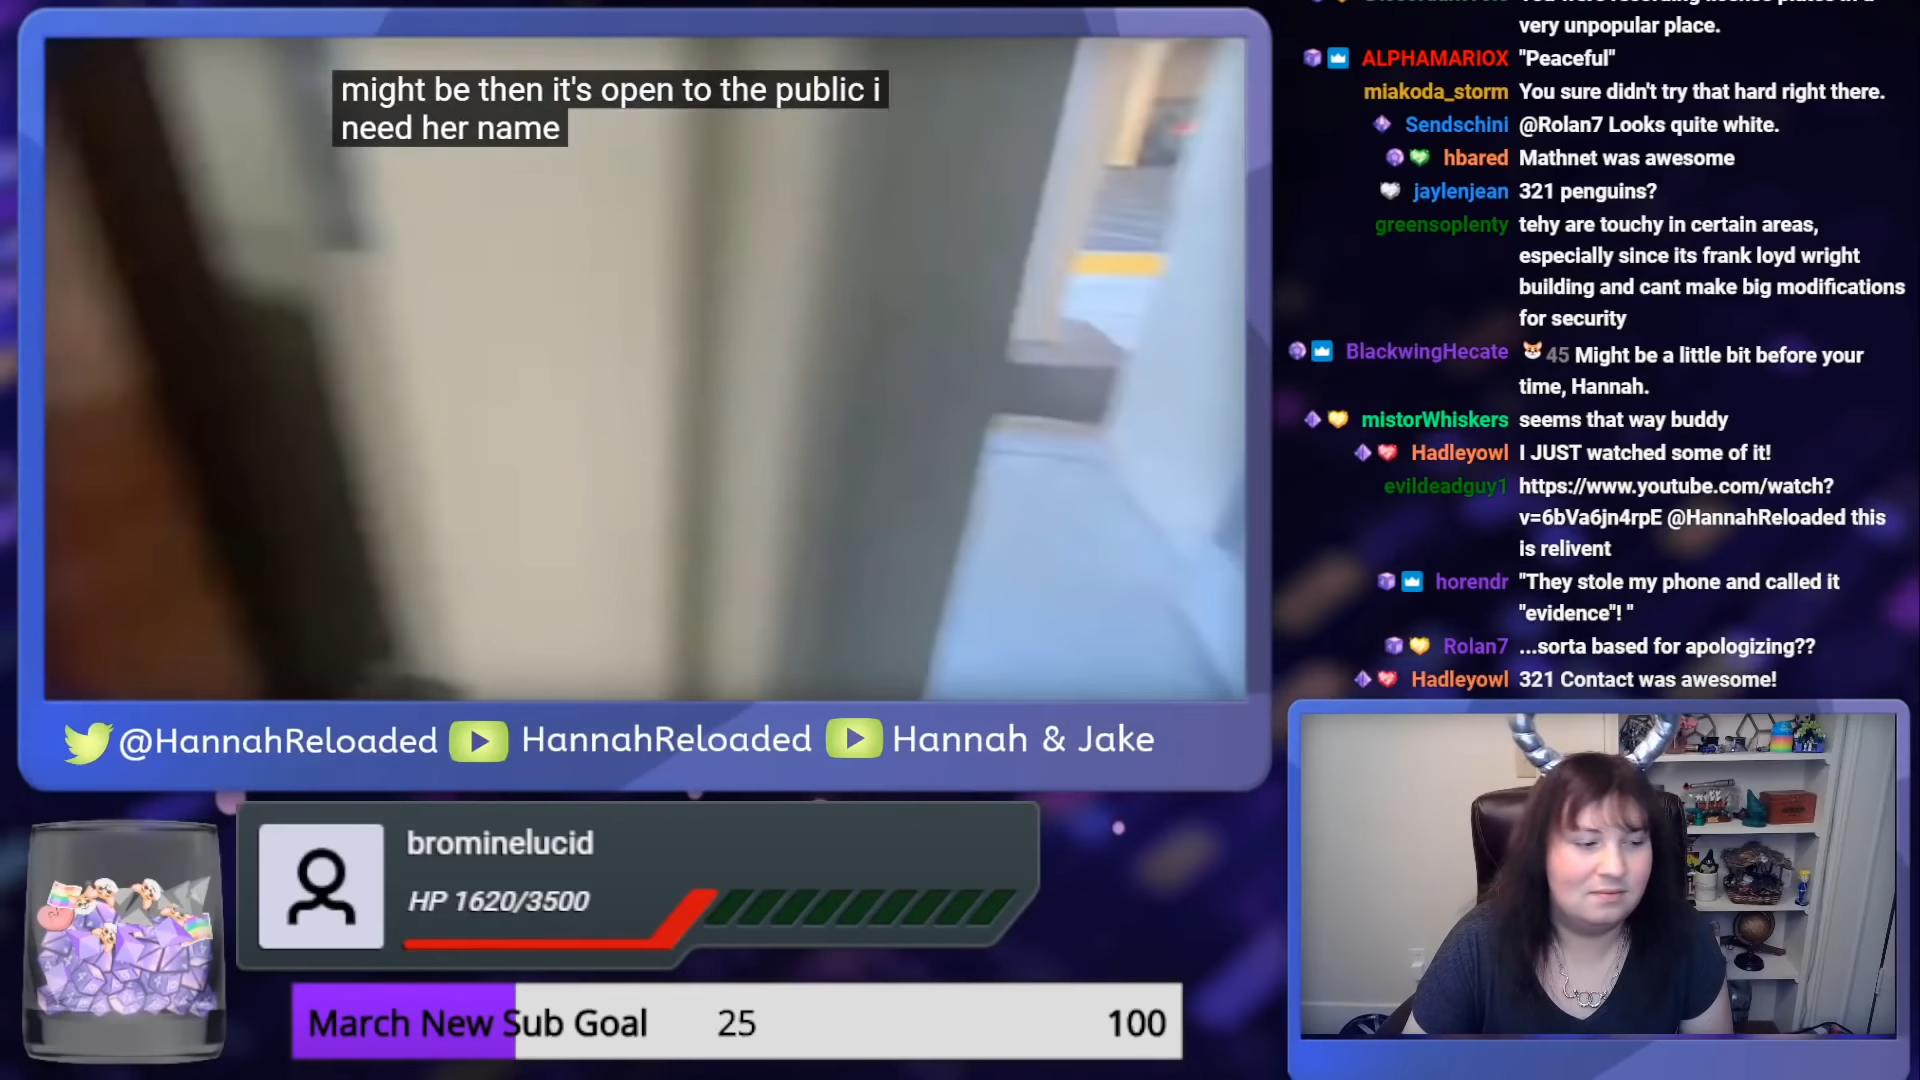 might be then it's open to the public i
need her name
very unpopular place.
ALPHAMARIOX "Peaceful"
miakoda_storm You sure didn't try that hard right there.
Sendschini @Rolan7 Looks quite white.
hbared Mathnet was awesome
jaylenjean 321 penguins?
greensoplenty tehy are touchy in certain areas,
especially since its frank loyd wright
building and cant make big modifications
for security
BlackwingHecate 45 Might be a little bit before your
time, Hannah.
mistorWhiskers seems that way buddy
Hadleyowl I JUST watched some of it!
evildeadguy1 https://www.youtube.com/watch?
v=6bVa6jn4rpE @HannahReloaded this
is relivent
horendr "They stole my phone and called it
"evidence"! "
Rolan7 ...sorta based for apologizing??
Hadleyowl 321 Contact was awesome!
@HannahReloaded HannahReloaded Hannah & Jake
brominelucid
HP 1620/3500
March New Sub Goal 25 100